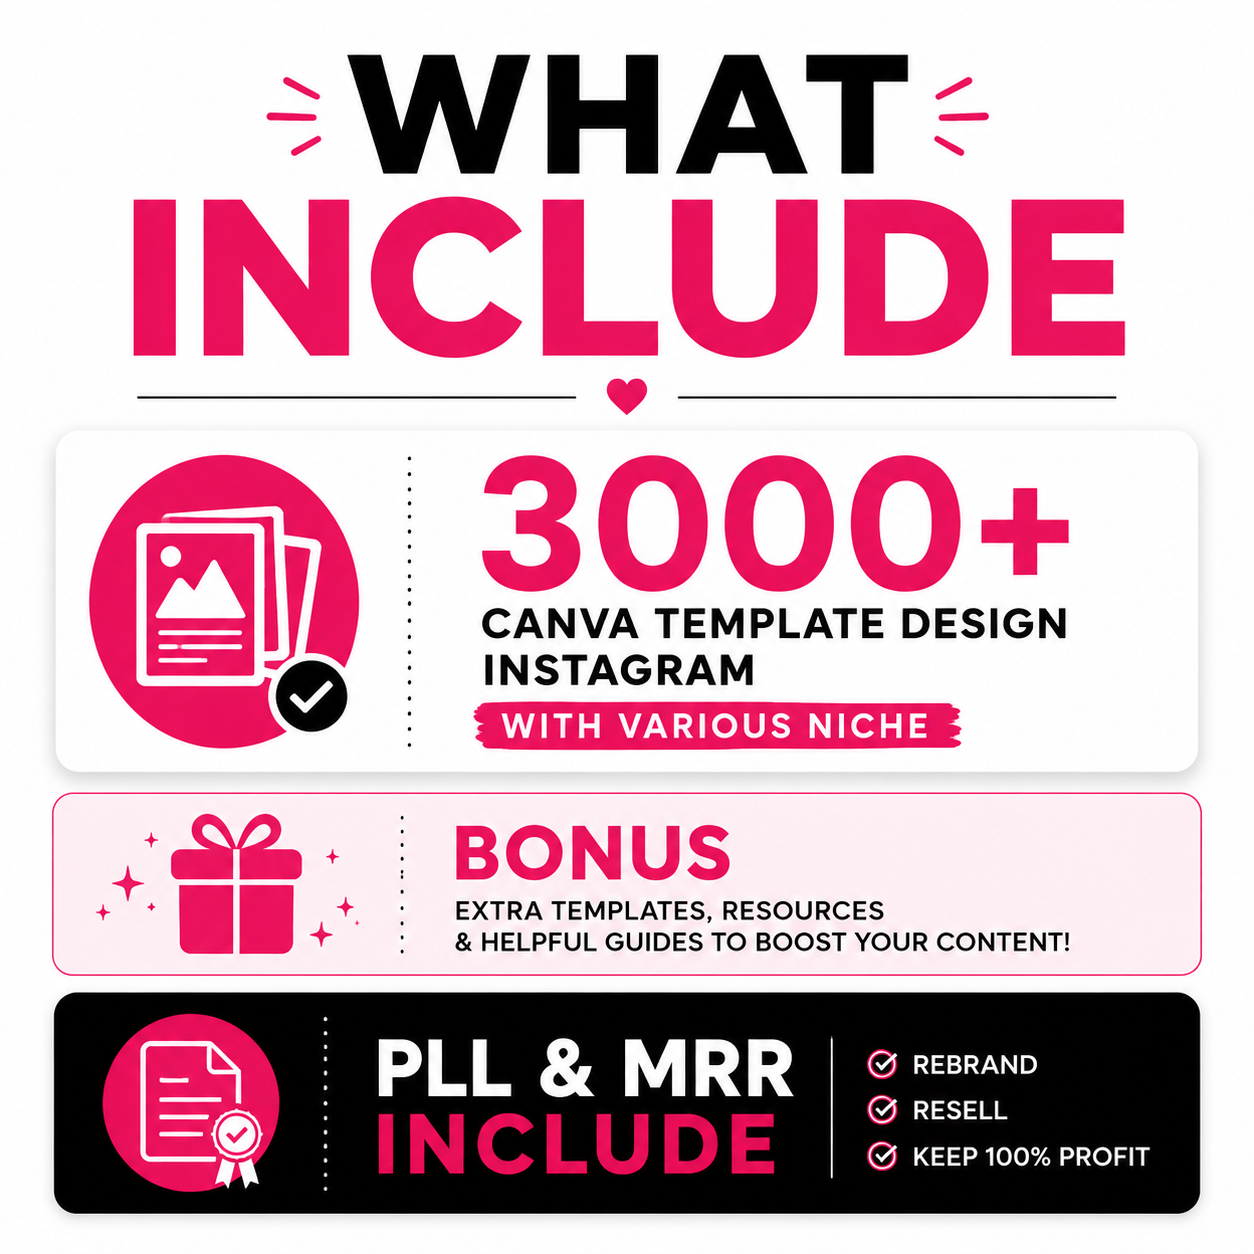 WHAT
INCLUDE
3000+
CANVA TEMPLATE DESIGN
INSTAGRAM
WITH VARIOUS NICHE
BONUS
EXTRA TEMPLATES, RESOURCES
& HELPFUL GUIDES TO BOOST YOUR CONTENT!
PLL & MRR
INCLUDE
REBRAND
RESELL
KEEP 100% PROFIT